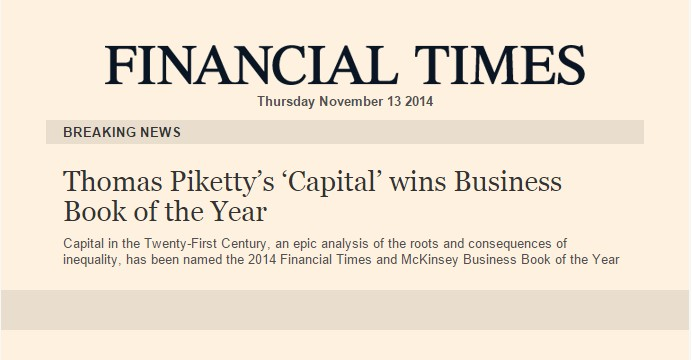 FINANCIAL TIMES
Thursday November 13 2014
BREAKING NEWS
Thomas Piketty’s ‘Capital’ wins Business
Book of the Year
Capital in the Twenty-First Century, an epic analysis of the roots and consequences of
inequality, has been named the 2014 Financial Times and McKinsey Business Book of the Year